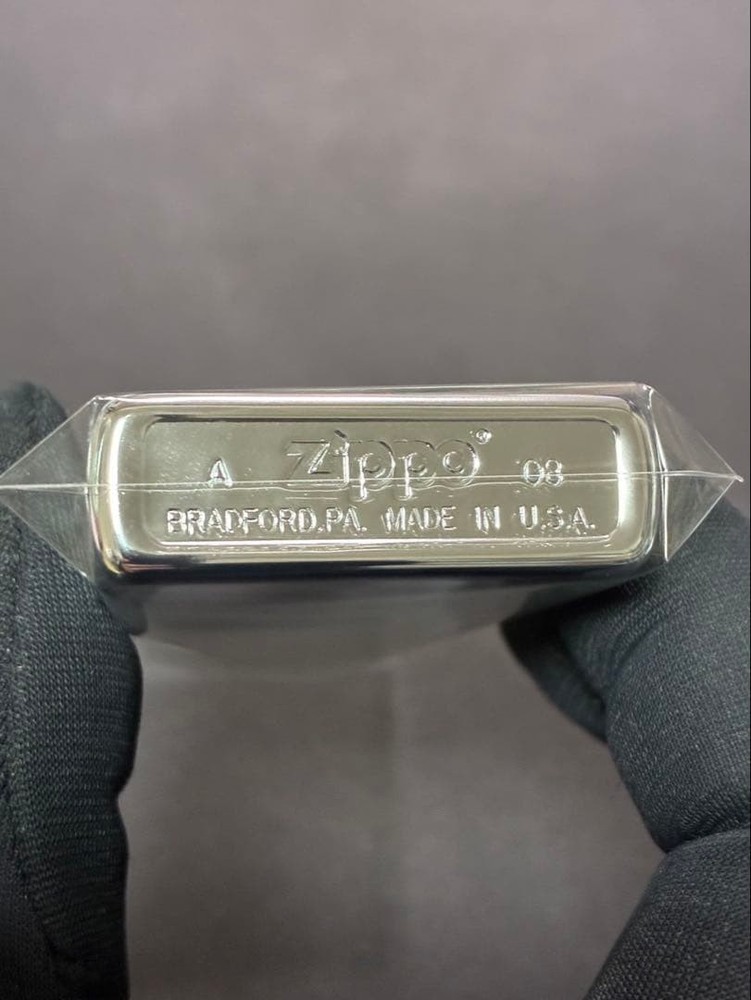 A Zippo® 08
BRADFORD, PA. MADE IN U.S.A.